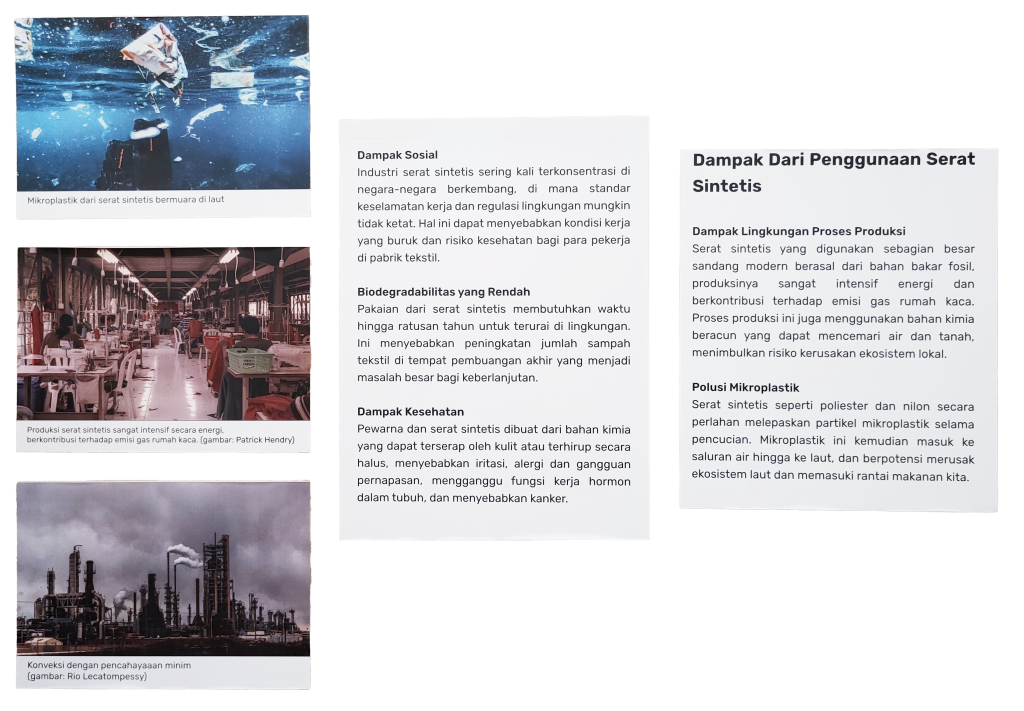 Mikroplastik dari serat sintetis bermuara di laut
Produksi serat sintetis sangat intensif secara energi,
berkontribusi terhadap emisi gas rumah kaca. (gambar: Patrick Hendry)
Konveksi dengan pencahayaaan minim
(gambar: Rio Lecatompessy)
Dampak Sosial
Industri serat sintetis sering kali terkonsentrasi di
negara-negara berkembang, di mana standar
keselamatan kerja dan regulasi lingkungan mungkin
tidak ketat. Hal ini dapat menyebabkan kondisi kerja
yang buruk dan risiko kesehatan bagi para pekerja
di pabrik tekstil.
Biodegradabilitas yang Rendah
Pakaian dari serat sintetis membutuhkan waktu
hingga ratusan tahun untuk terurai di lingkungan.
Ini menyebabkan peningkatan jumlah sampah
tekstil di tempat pembuangan akhir yang menjadi
masalah besar bagi keberlanjutan.
Dampak Kesehatan
Pewarna dan serat sintetis dibuat dari bahan kimia
yang dapat terserap oleh kulit atau terhirup secara
halus, menyebabkan iritasi, alergi dan gangguan
pernapasan, mengganggu fungsi kerja hormon
dalam tubuh, dan menyebabkan kanker.
Dampak Dari Penggunaan Serat
Sintetis
Dampak Lingkungan Proses Produksi
Serat sintetis yang digunakan sebagian besar
sandang modern berasal dari bahan bakar fosil,
produksinya sangat intensif energi dan
berkontribusi terhadap emisi gas rumah kaca.
Proses produksi ini juga menggunakan bahan kimia
beracun yang dapat mencemari air dan tanah,
menimbulkan risiko kerusakan ekosistem lokal.
Polusi Mikroplastik
Serat sintetis seperti poliester dan nilon secara
perlahan melepaskan partikel mikroplastik selama
pencucian. Mikroplastik ini kemudian masuk ke
saluran air hingga ke laut, dan berpotensi merusak
ekosistem laut dan memasuki rantai makanan kita.